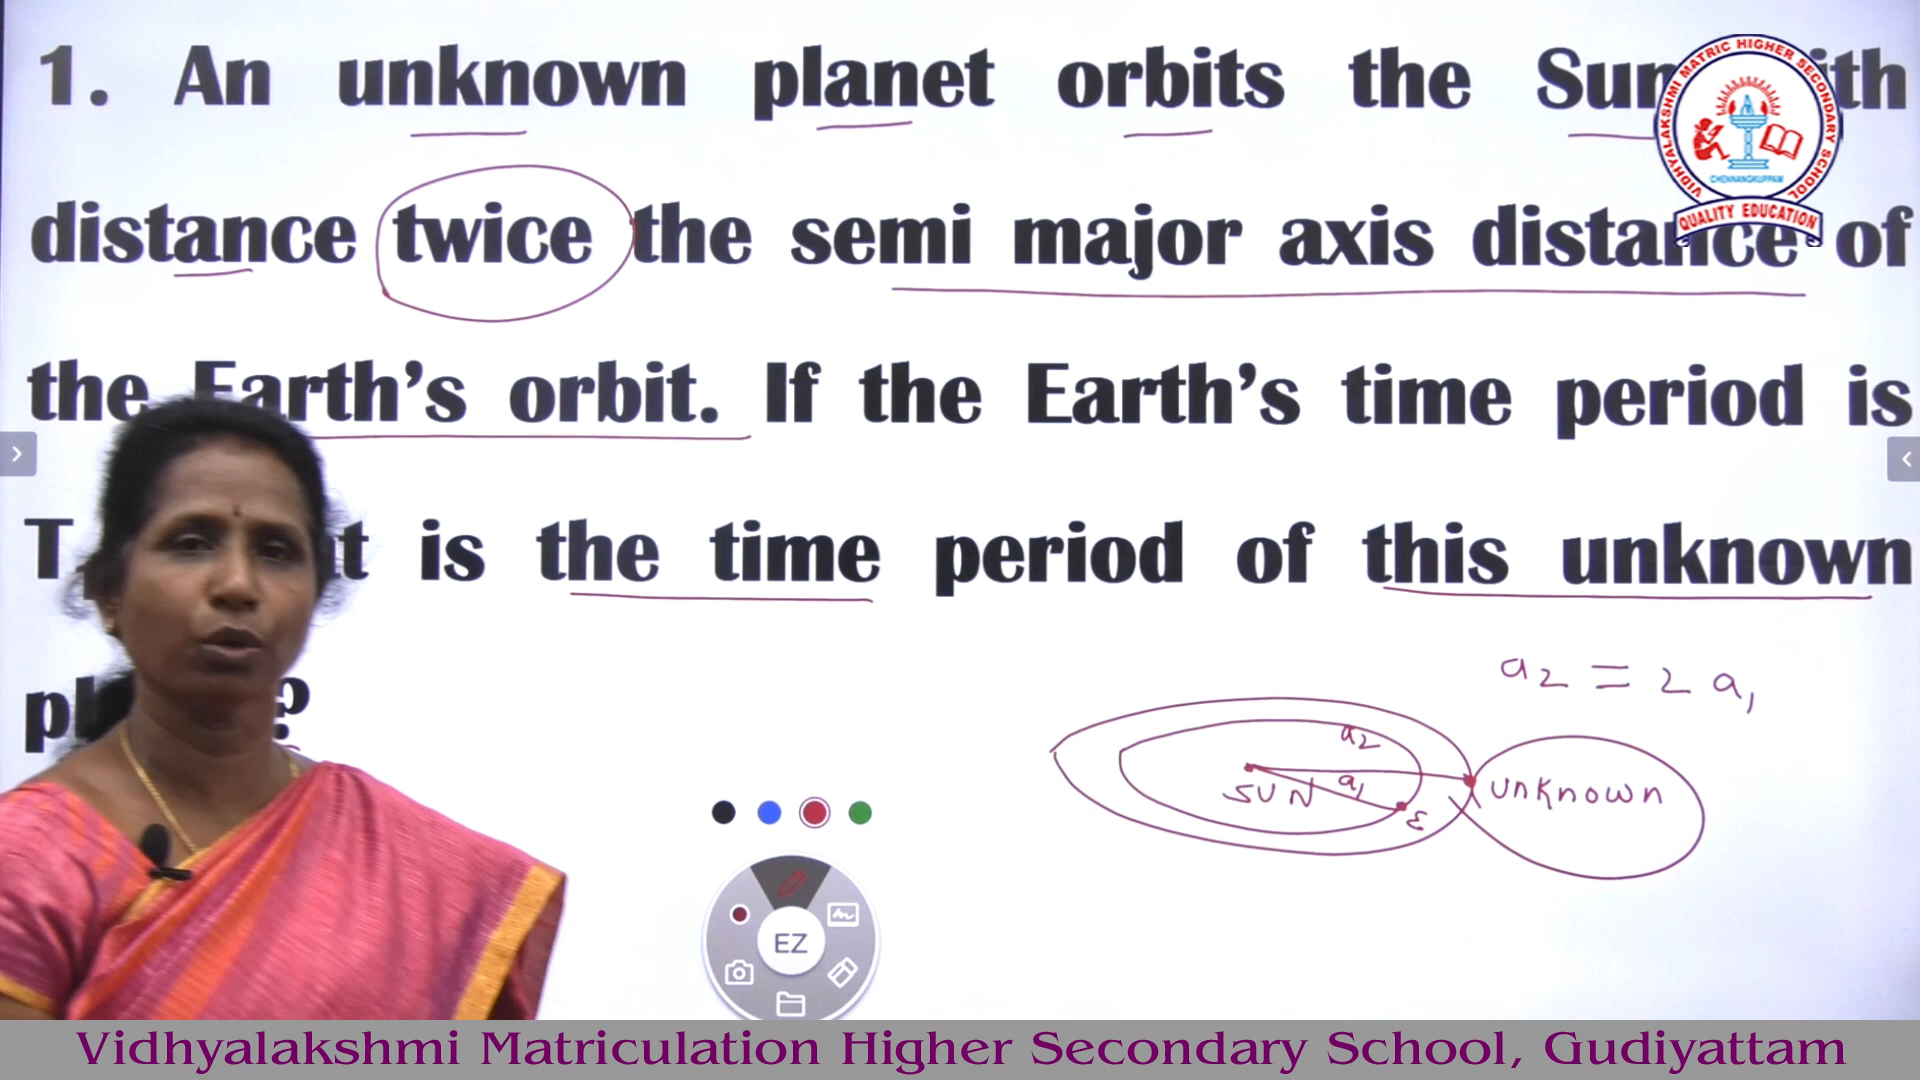 1. An unknown planet orbits the Sun with
distance twice the semi major axis distance of
the Earth's orbit. If the Earth's time period is
is the time period of this unknown
?
a2 = 2 a1
a2
a1
SUN
E
unknown
EZ
VIDHYALAKSHMI MATRIC HIGHER SECONDARY SCHOOL
CHENNANGKUPPAM
QUALITY EDUCATION
Vidhyalakshmi Matriculation Higher Secondary School, Gudiyattam